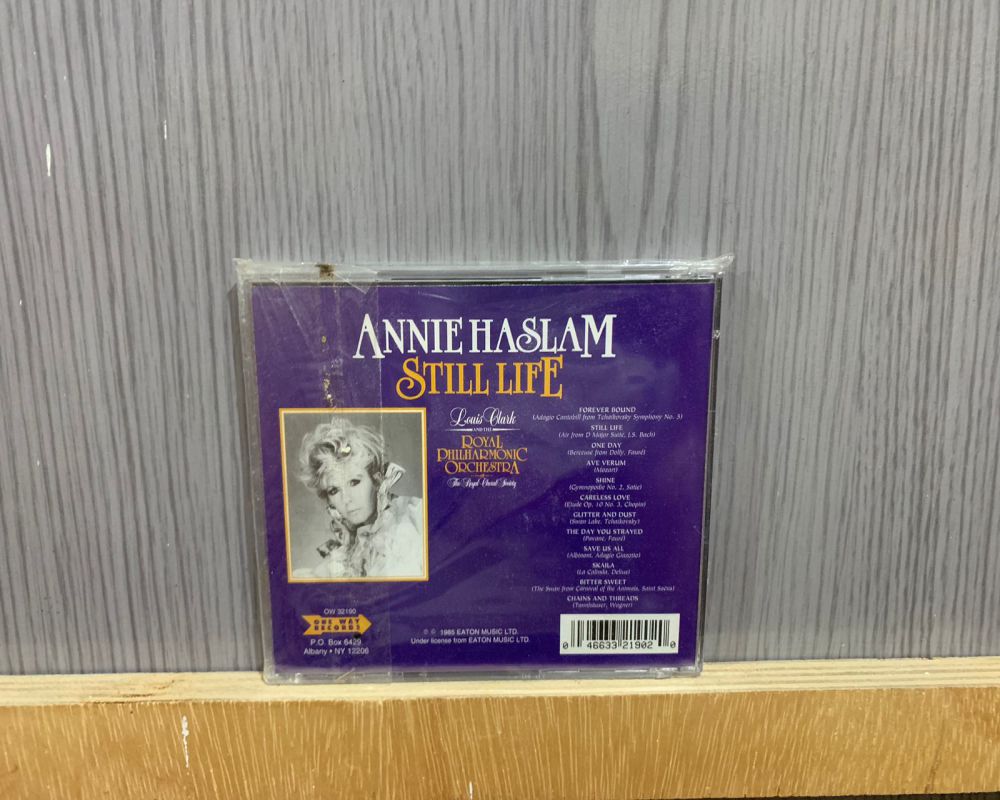 ANNIE HASLAM
STILL LIFE
Louis Clark
AND THE
ROYAL
PHILHARMONIC
ORCHESTRA
The Royal Choral Society
FOREVER BOUND
(Adagio Cantabill from Tchaikovsky Symphony No. 5)
STILL LIFE
(Air from D Major Suite, J.S. Bach)
ONE DAY
(Berceuse from Dolly, Fauré)
AVE VERUM
(Mozart)
SHINE
(Gymnopedie No. 2, Satie)
CARELESS LOVE
(Etude Op. 10 No. 3, Chopin)
GLITTER AND DUST
(Swan Lake, Tchaikovsky)
THE DAY YOU STRAYED
(Pavane, Fauré)
SAVE US ALL
(Albinoni, Adagio Giazotto)
SKAILA
(La Calinda, Delius)
BITTER SWEET
(The Swan from Carnival of the Animals, Saint Saëns)
CHAINS AND THREADS
(Tannhäuser, Wagner)
OW 32190
ONE WAY
RECORDS
P.O. Box 6429
Albany • NY 12206
℗ © 1985 EATON MUSIC LTD.
Under license from EATON MUSIC LTD.
0 46633 21902 0